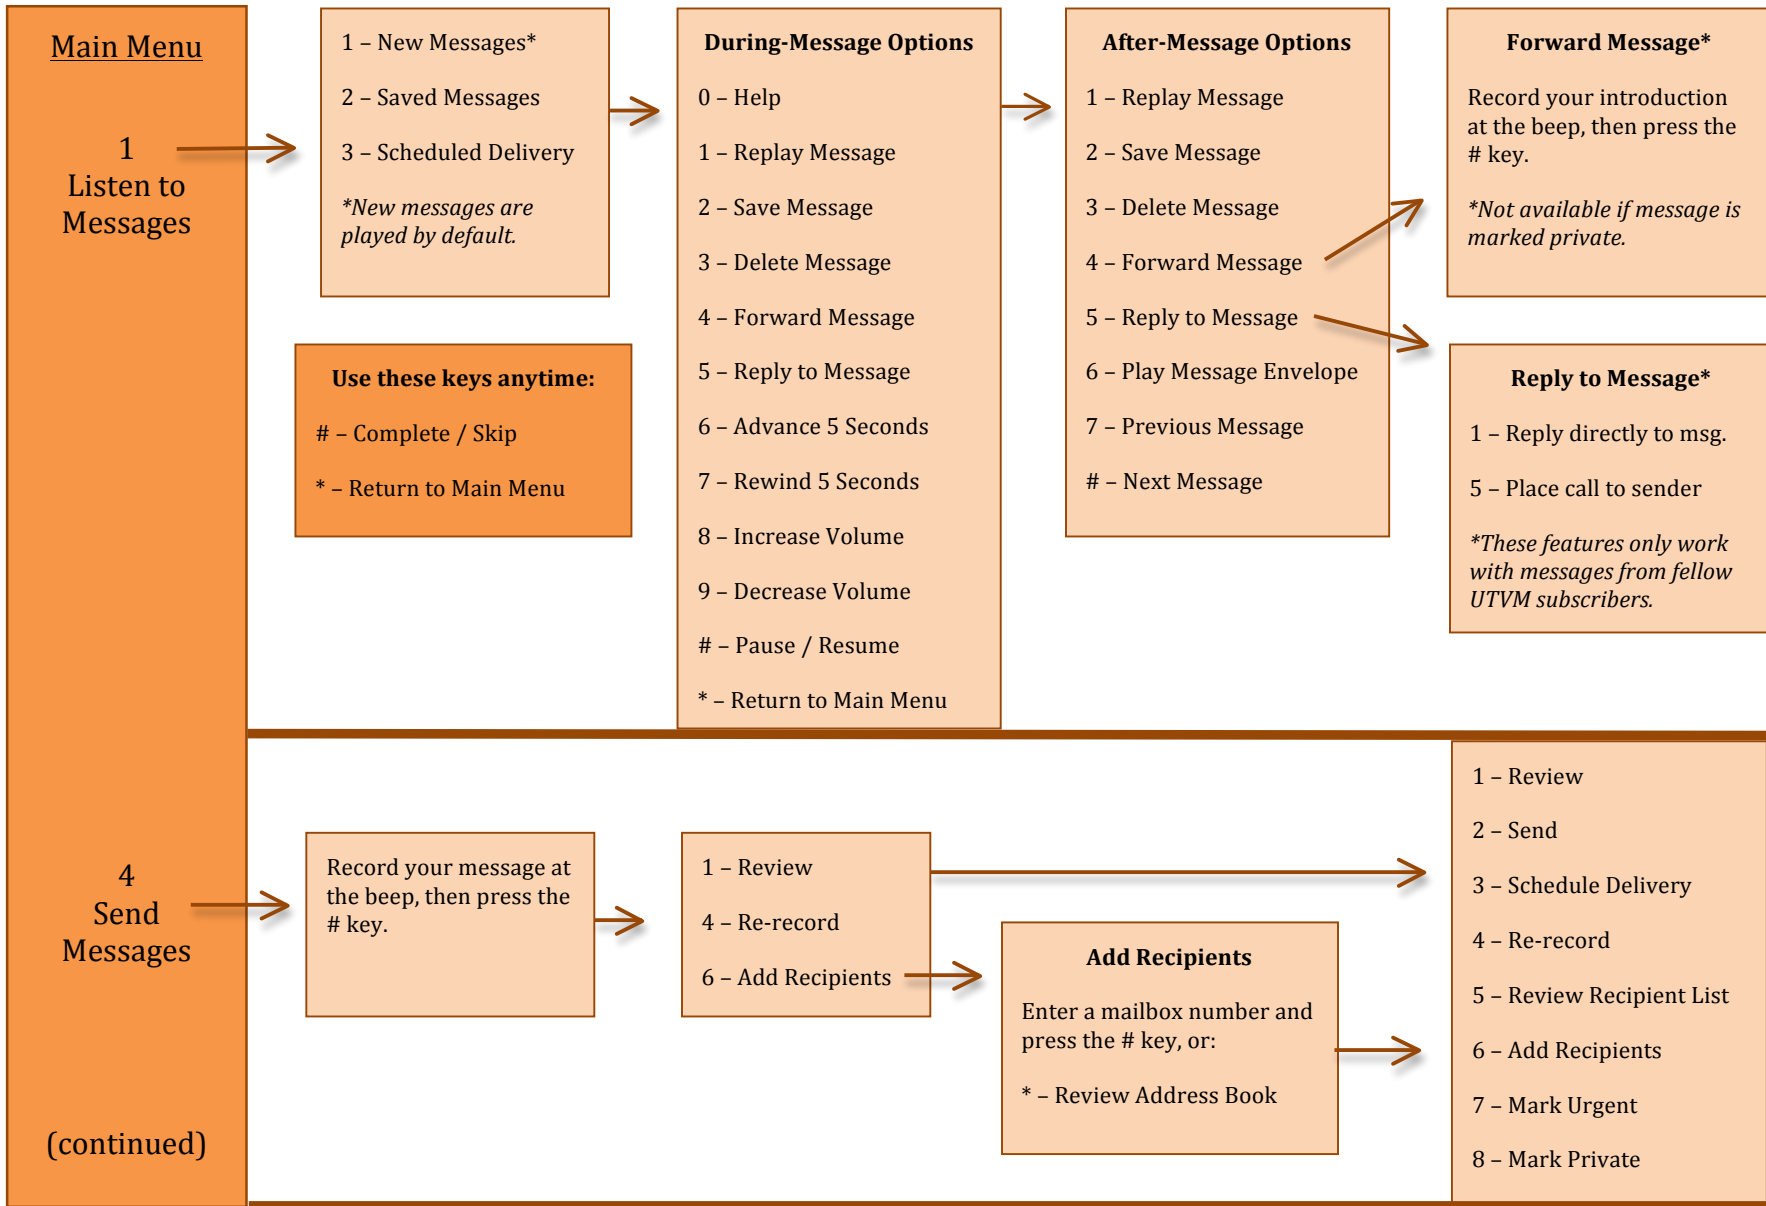 Main Menu
1
Listen to
Messages
1 – New Messages*
2 – Saved Messages
3 – Scheduled Delivery
*New messages are
played by default.
Use these keys anytime:
# – Complete / Skip
* – Return to Main Menu
During-Message Options
0 – Help
1 – Replay Message
2 – Save Message
3 – Delete Message
4 – Forward Message
5 – Reply to Message
6 – Advance 5 Seconds
7 – Rewind 5 Seconds
8 – Increase Volume
9 – Decrease Volume
# – Pause / Resume
* – Return to Main Menu
After-Message Options
1 – Replay Message
2 – Save Message
3 – Delete Message
4 – Forward Message
5 – Reply to Message
6 – Play Message Envelope
7 – Previous Message
# – Next Message
Forward Message*
Record your introduction
at the beep, then press the
# key.
*Not available if message is
marked private.
Reply to Message*
1 – Reply directly to msg.
5 – Place call to sender
*These features only work
with messages from fellow
UTVM subscribers.
4
Send
Messages
Record your message at
the beep, then press the
# key.
1 – Review
4 – Re-record
6 – Add Recipients
Add Recipients
Enter a mailbox number and
press the # key, or:
* – Review Address Book
1 – Review
2 – Send
3 – Schedule Delivery
4 – Re-record
5 – Review Recipient List
6 – Add Recipients
7 – Mark Urgent
8 – Mark Private
(continued)